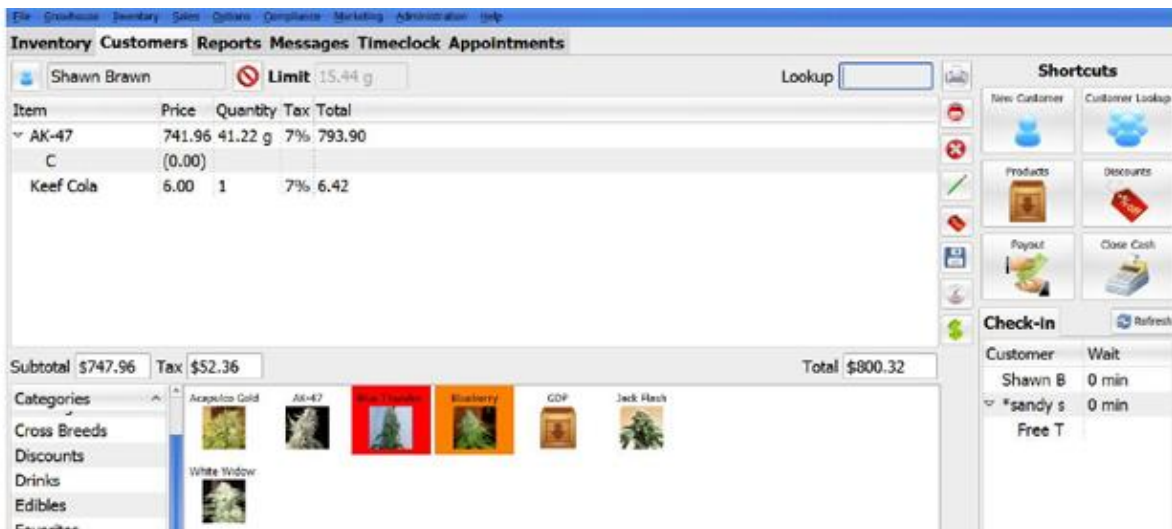 File Growhouse Inventory Sales Options Compliance Marketing Administration Help
Inventory Customers Reports Messages Timeclock Appointments
Shawn Brawn Limit 15.44 g Lookup
Shortcuts
New Customer Customer Lookup
Item Price Quantity Tax Total
AK-47 741.96 41.22 g 7% 793.90
C (0.00)
Keef Cola 6.00 1 7% 6.42
Products Discounts
%off
Payout Close Cash
Check-in Refresh
Customer Wait
Shawn B 0 min
*sandy s 0 min
Free T
Subtotal $747.96 Tax $52.36 Total $800.32
Categories
Cross Breeds
Discounts
Drinks
Edibles
Favorites
Acapulco Gold AK-47 Blue Thunder Blueberry GDP Jack Flash
White Widow